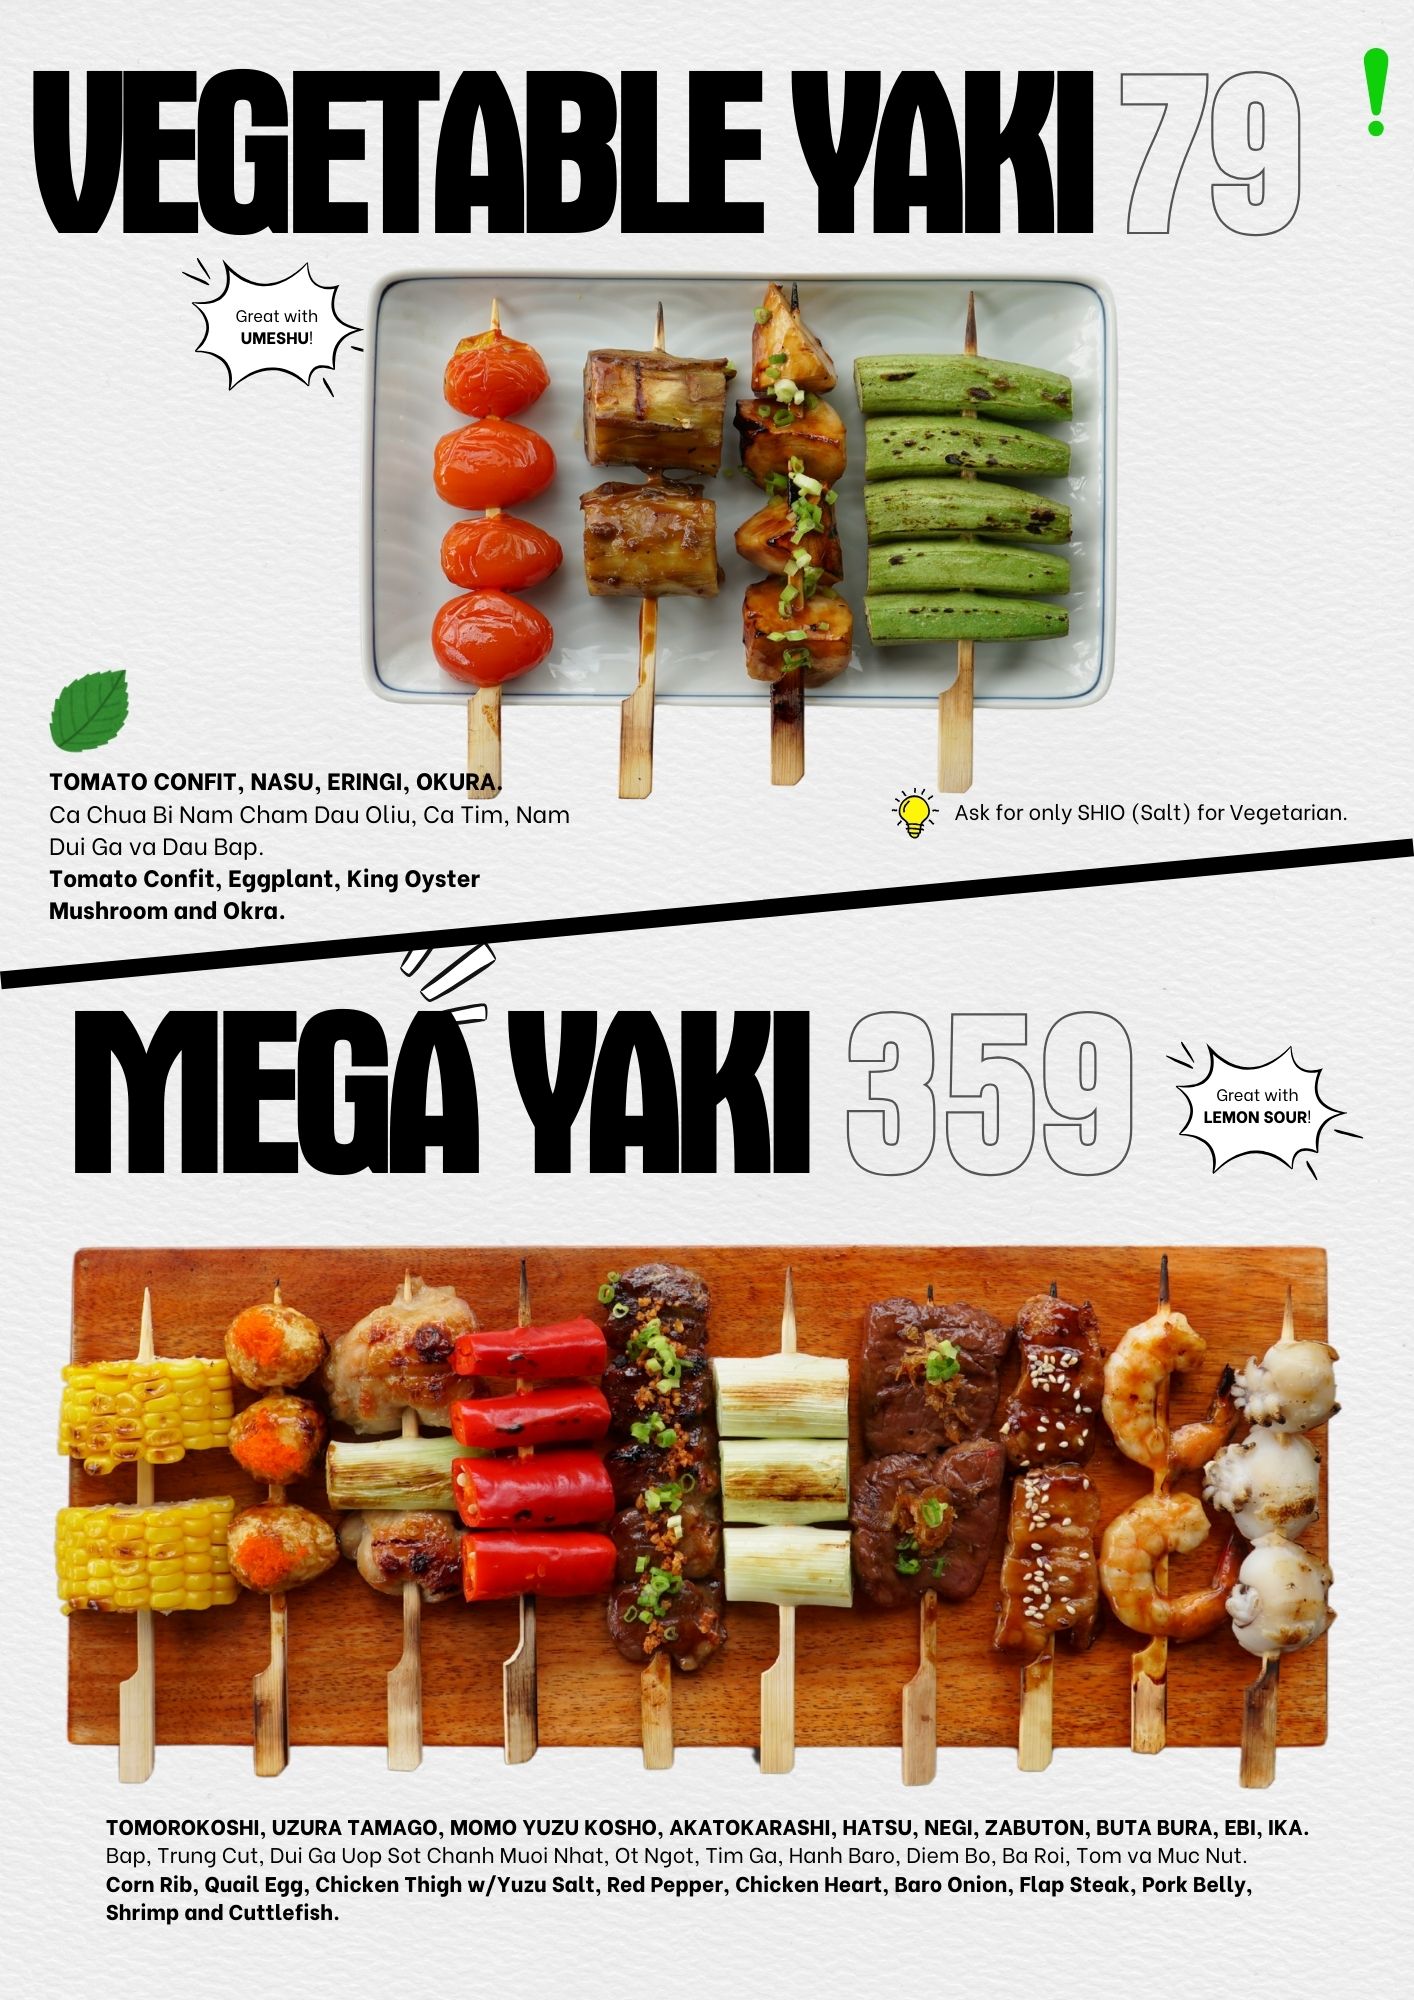 VEGETABLE YAKI 79
Great with
UMESHU!
TOMATO CONFIT, NASU, ERINGI, OKURA.
Ca Chua Bi Nam Cham Dau Oliu, Ca Tim, Nam
Dui Ga va Dau Bap.
Tomato Confit, Eggplant, King Oyster
Mushroom and Okra.
Ask for only SHIO (Salt) for Vegetarian.
MEGA YAKI 359
Great with
LEMON SOUR!
TOMOROKOSHI, UZURA TAMAGO, MOMO YUZU KOSHO, AKATOKARASHI, HATSU, NEGI, ZABUTON, BUTA BURA, EBI, IKA.
Bap, Trung Cut, Dui Ga Uop Sot Chanh Muoi Nhat, Ot Ngot, Tim Ga, Hanh Baro, Diem Bo, Ba Roi, Tom va Muc Nut.
Corn Rib, Quail Egg, Chicken Thigh w/Yuzu Salt, Red Pepper, Chicken Heart, Baro Onion, Flap Steak, Pork Belly,
Shrimp and Cuttlefish.